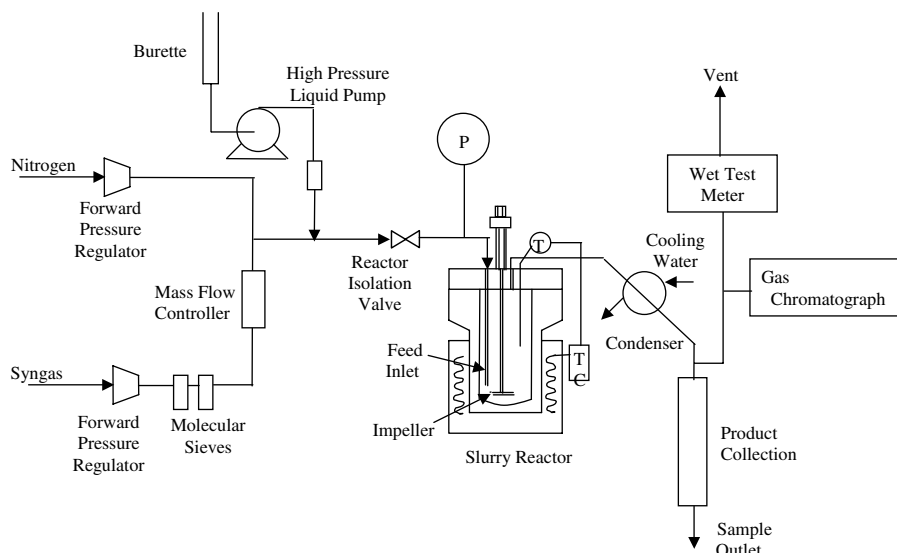 Burette
High Pressure
Liquid Pump
Vent
Nitrogen
P
Wet Test
Meter
Forward
Pressure
Regulator
T
Cooling
Water
Reactor
Isolation
Valve
Gas
Chromatograph
Mass Flow
Controller
Condenser
Feed
Inlet
T
C
Syngas
Impeller
Forward
Pressure
Regulator
Molecular
Sieves
Product
Collection
Slurry Reactor
Sample
Outlet